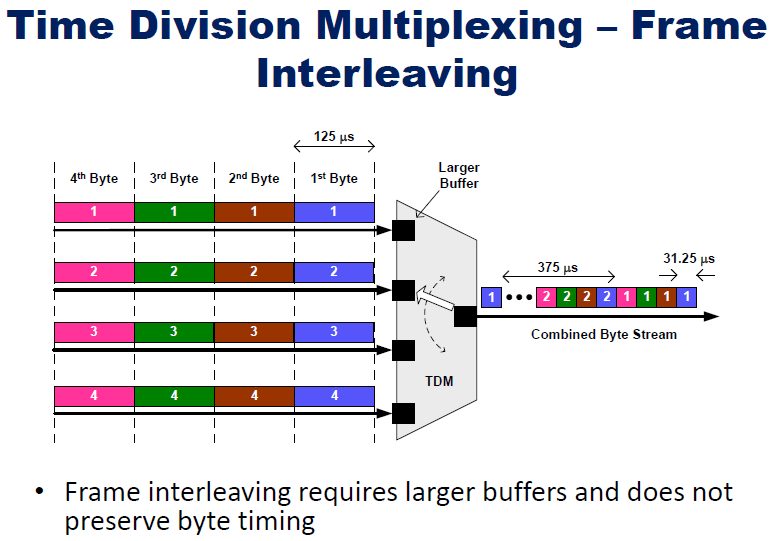 Time Division Multiplexing – Frame
Interleaving
125 μs
4th Byte 3rd Byte 2nd Byte 1st Byte
Larger
Buffer
1 1 1 1
2 2 2 2
375 μs
31.25 μs
1 ••• 2 2 2 2 1 1 1 1
Combined Byte Stream
3 3 3 3
TDM
4 4 4 4
• Frame interleaving requires larger buffers and does not
preserve byte timing